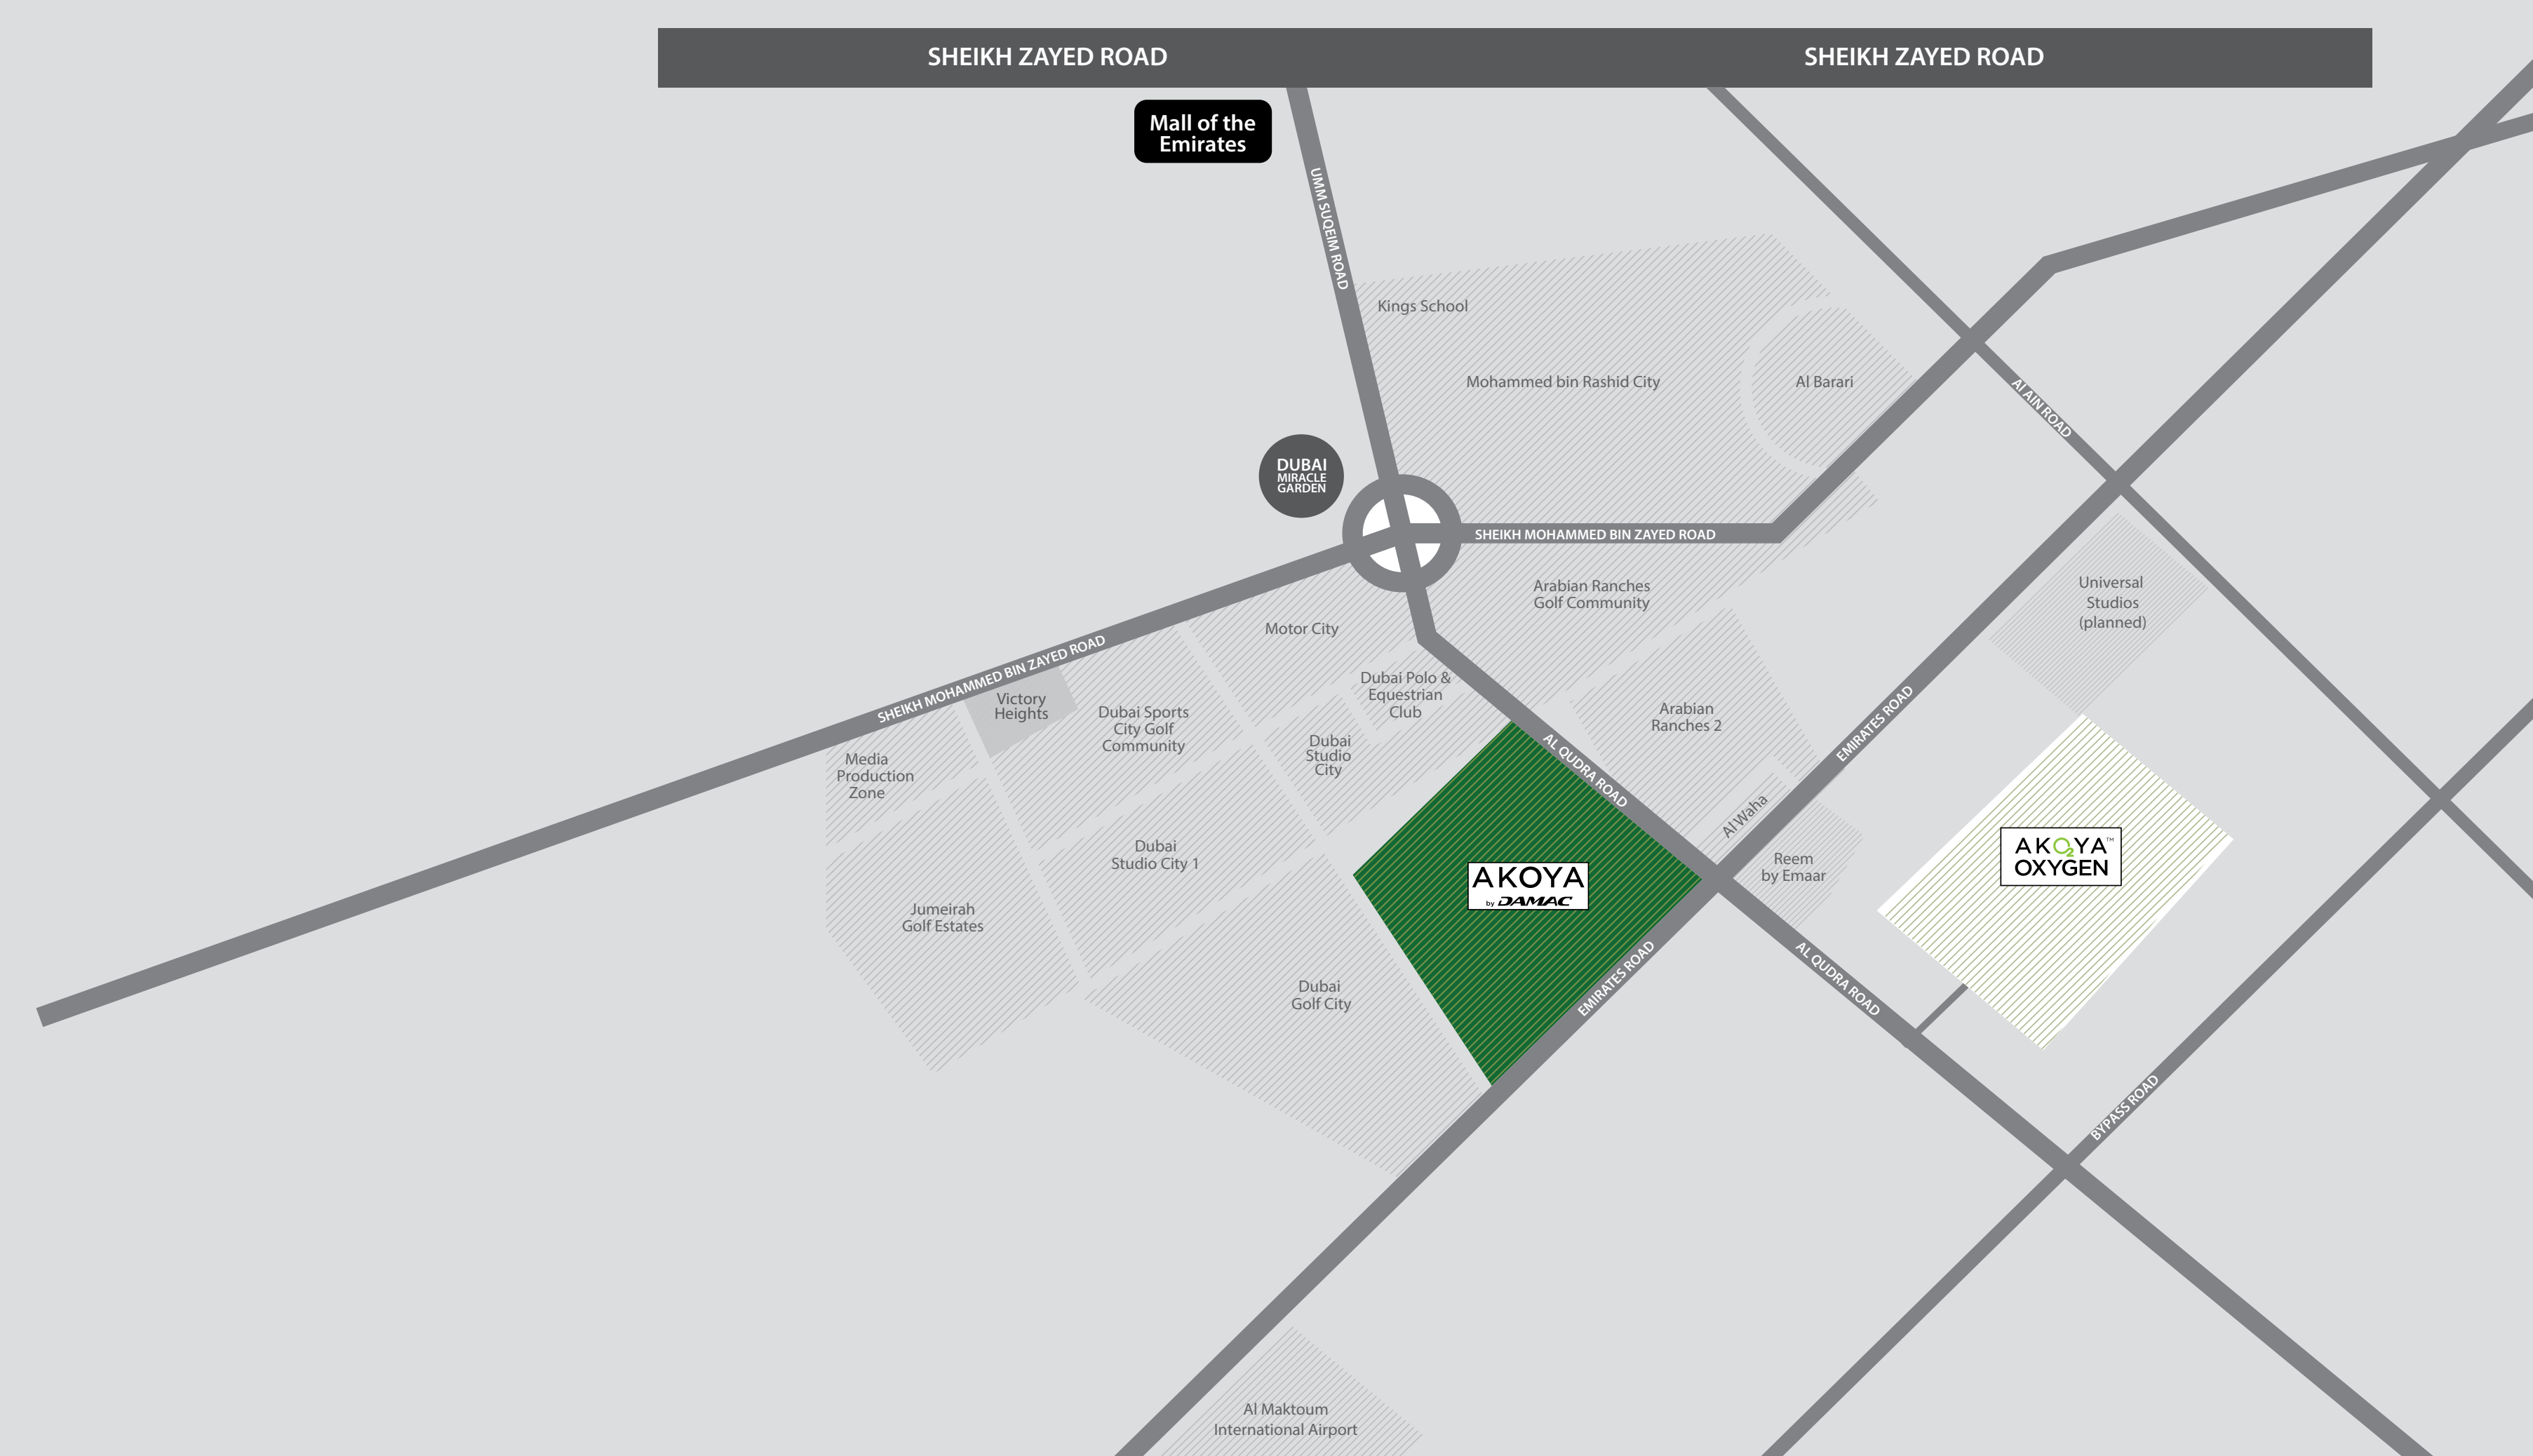 SHEIKH ZAYED ROAD
SHEIKH ZAYED ROAD
Mall of the
Emirates
UMM SUQEIM ROAD
Kings School
Mohammed bin Rashid City
Al Barari
Al AIN ROAD
DUBAI
MIRACLE
GARDEN
SHEIKH MOHAMMED BIN ZAYED ROAD
Arabian Ranches
Golf Community
Universal
Studios
(planned)
Motor City
SHEIKH MOHAMMED BIN ZAYED ROAD
Victory
Heights
Dubai Sports
City Golf
Community
Dubai Polo &
Equestrian
Club
Arabian
Ranches 2
EMIRATES ROAD
Dubai
Studio
City
AL QUDRA ROAD
Media
Production
Zone
Al Waha
Dubai
Studio City 1
Reem
by Emaar
AKOYA
by DAMAC
AKO2YA™
OXYGEN
Jumeirah
Golf Estates
Dubai
Golf City
EMIRATES ROAD
AL QUDRA ROAD
BYPASS ROAD
Al Maktoum
International Airport